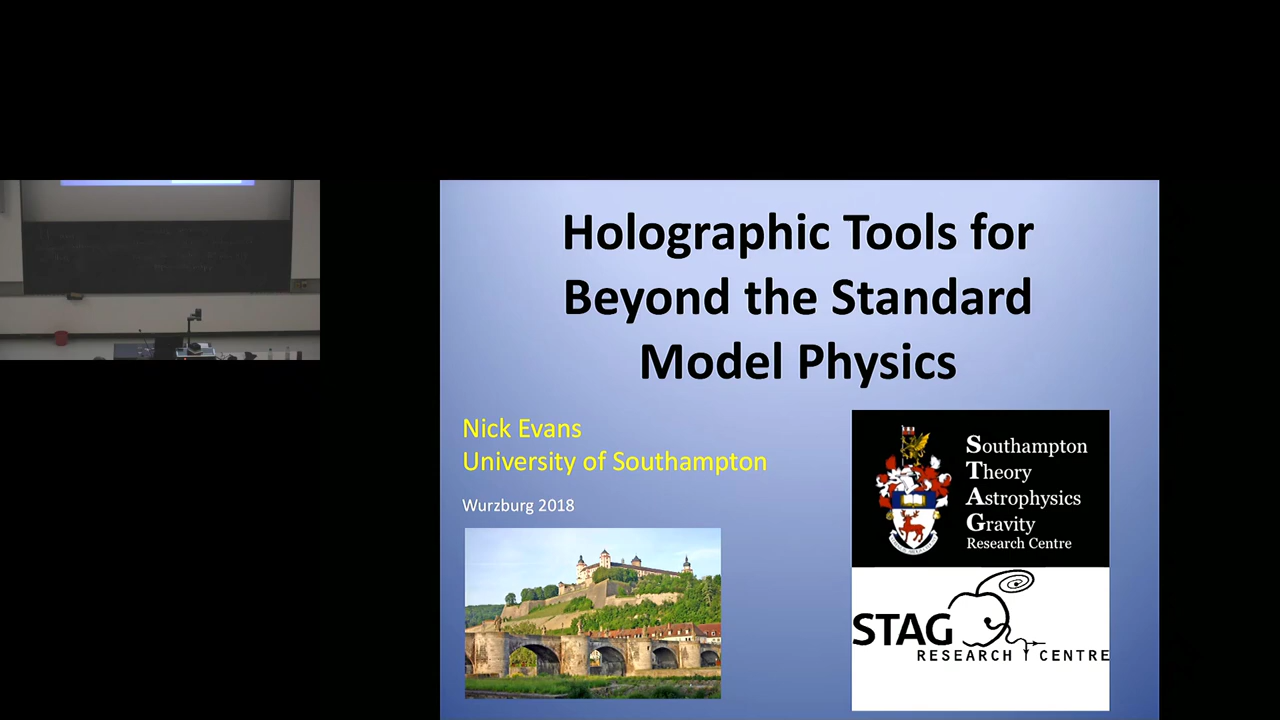 Holographic Tools for
Beyond the Standard
Model Physics
Nick Evans
University of Southampton
Wurzburg 2018
Southampton
Theory
Astrophysics
Gravity
Research Centre
STAG
RESEARCH CENTRE